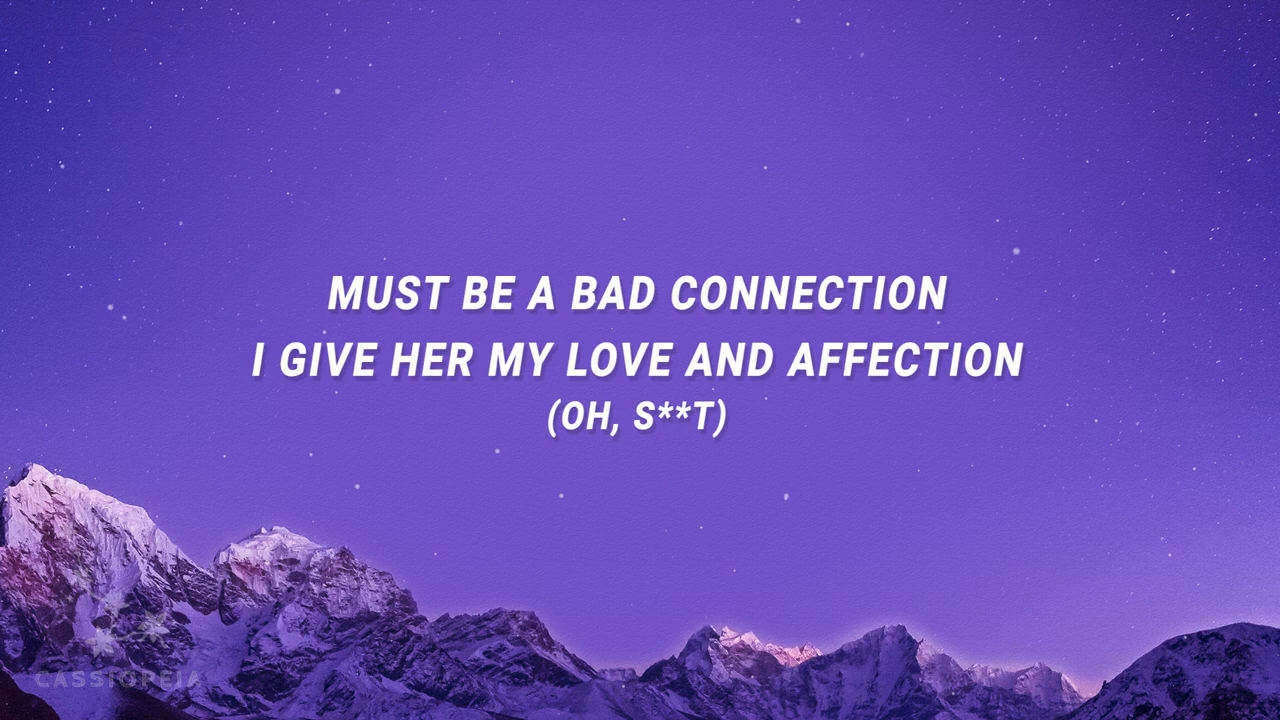 MUST BE A BAD CONNECTION
I GIVE HER MY LOVE AND AFFECTION
(OH, S**T)
CASSIOPEIA